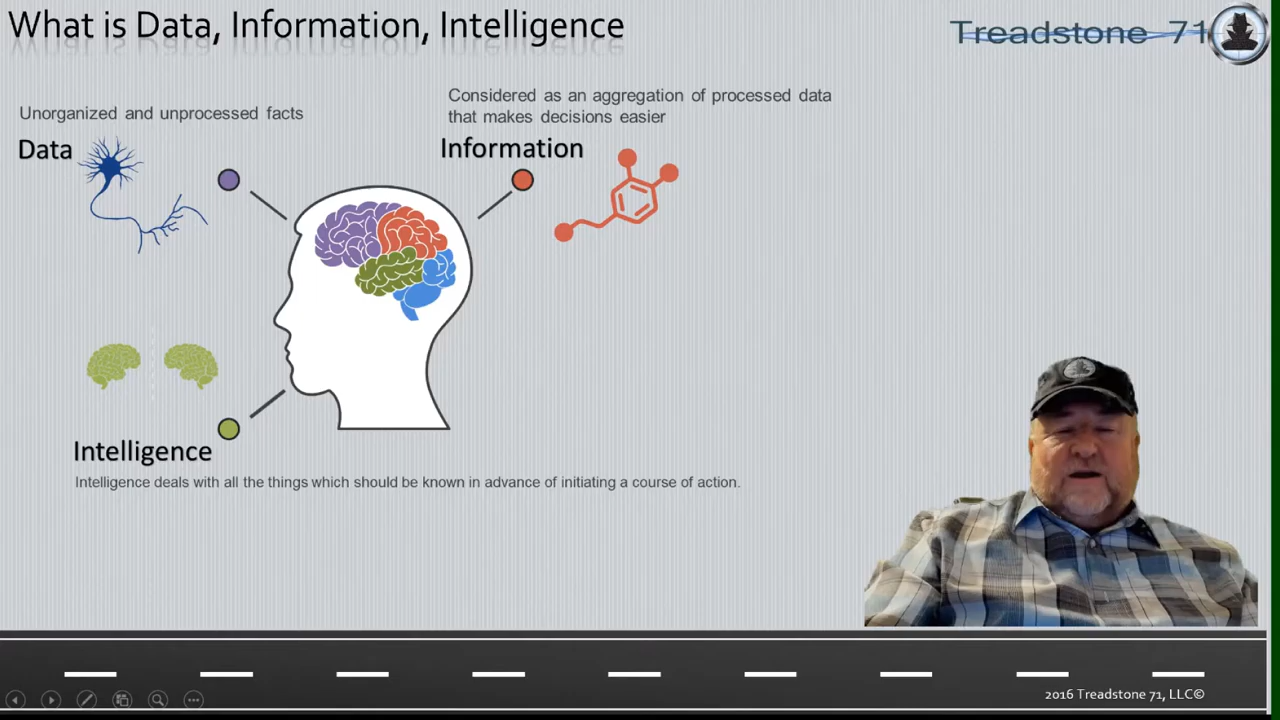 What is Data, Information, Intelligence
Treadstone 71
Unorganized and unprocessed facts
Data
Considered as an aggregation of processed data
that makes decisions easier
Information
Intelligence
Intelligence deals with all the things which should be known in advance of initiating a course of action.
2016 Treadstone 71, LLC©